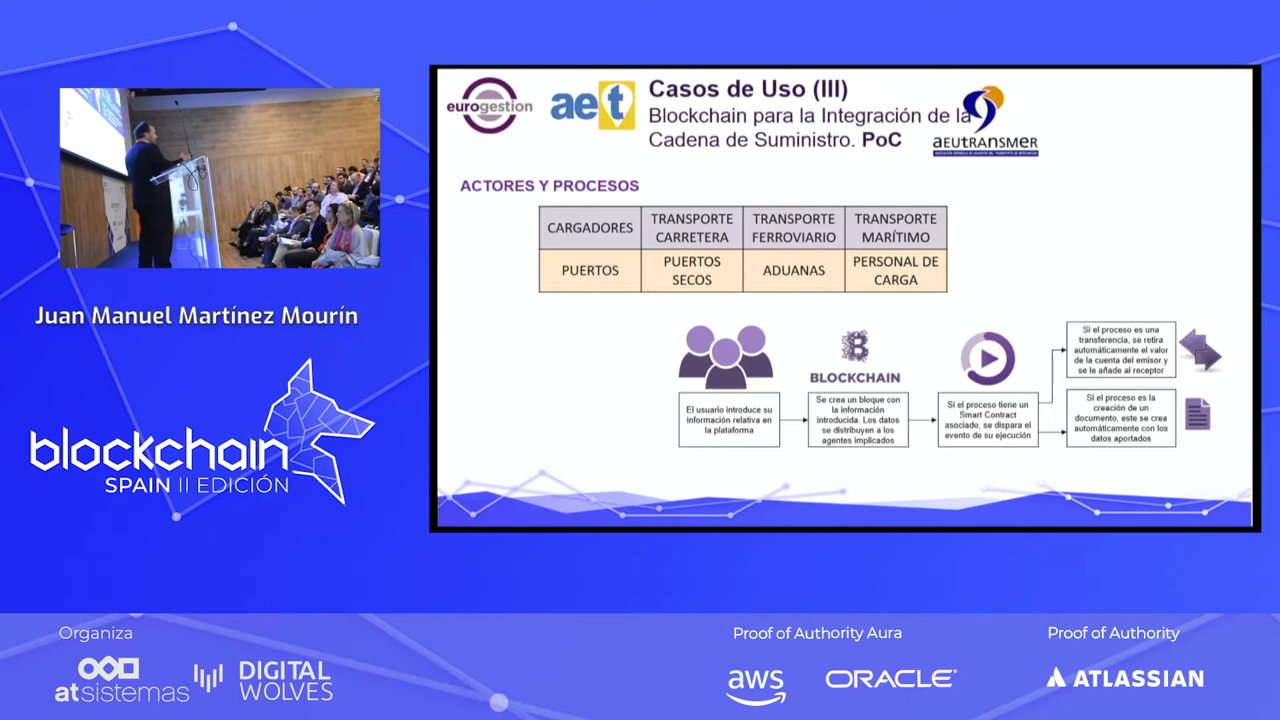 Juan Manuel Martínez Mourín
blockchain
SPAIN II EDICIÓN
eurogestion
aet
Casos de Uso (III)
Blockchain para la Integración de la
Cadena de Suministro. PoC
AEUTRANSMER
ACTORES Y PROCESOS
CARGADORES
TRANSPORTE
CARRETERA
TRANSPORTE
FERROVIARIO
TRANSPORTE
MARÍTIMO
PUERTOS
PUERTOS
SECOS
ADUANAS
PERSONAL DE
CARGA
BLOCKCHAIN
El usuario introduce su
información relativa en
la plataforma
Se crea un bloque con
la información
introducida. Los datos
se distribuyen a los
agentes implicados
Si el proceso tiene un
Smart Contract
asociado, se dispara el
evento de su ejecución
Si el proceso es una
transferencia, se retira
automáticamente el valor
de la cuenta del emisor y
se le añade al receptor
Si el proceso es la
creación de un
documento, este se crea
automáticamente con los
datos aportados
Organiza
atsistemas
DIGITAL
WOLVES
Proof of Authority Aura
aws
ORACLE
Proof of Authority
ATLASSIAN